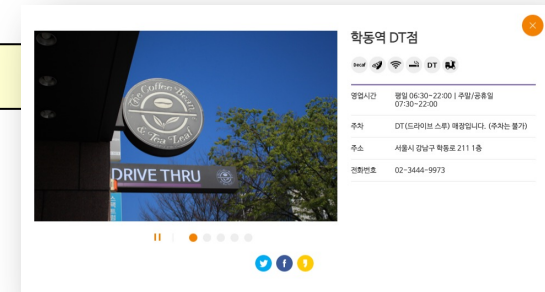 학동역 DT점
Decaf
DT
영업시간 평일 06:30~22:00 | 주말/공휴일
07:30~22:00
주차 DT(드라이브 스루) 매장입니다. (주차는 불가)
주소 서울시 강남구 학동로 211 1층
전화번호 02-3444-9973
The Coffee Bean
& Tea Leaf
DRIVE THRU